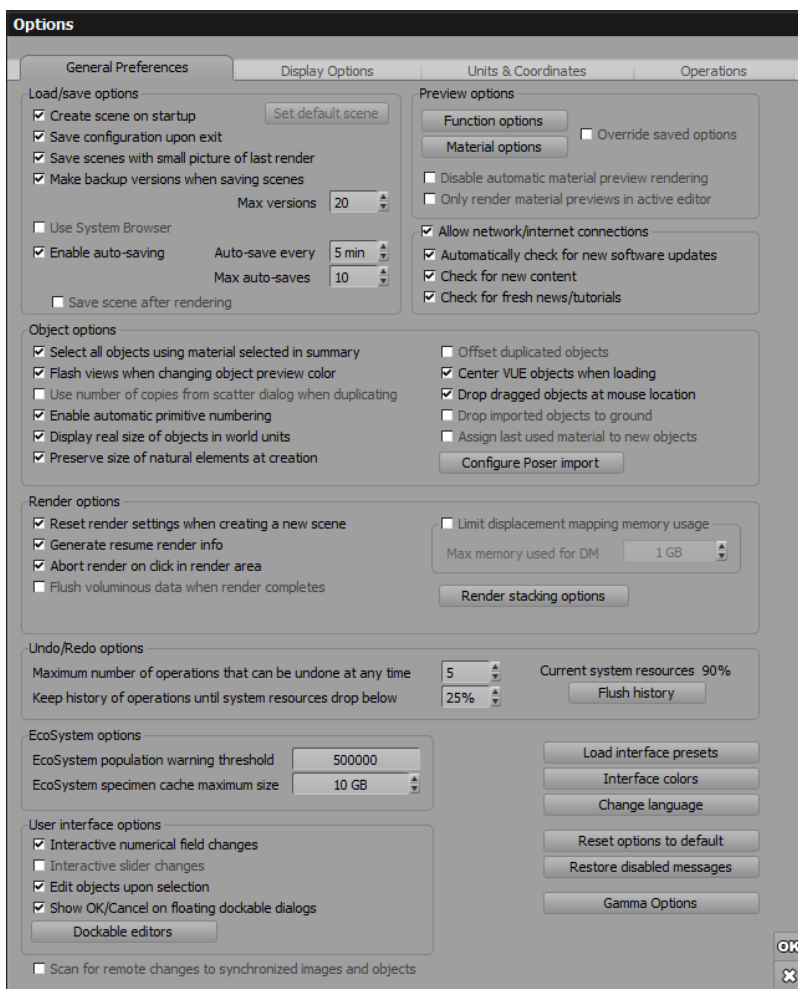 Options
General Preferences
Display Options
Units & Coordinates
Operations
Load/save options
Create scene on startup
Set default scene
Save configuration upon exit
Save scenes with small picture of last render
Make backup versions when saving scenes
Max versions 20
Use System Browser
Enable auto-saving
Auto-save every 5 min
Max auto-saves 10
Save scene after rendering
Preview options
Function options
Material options
Override saved options
Disable automatic material preview rendering
Only render material previews in active editor
Allow network/internet connections
Automatically check for new software updates
Check for new content
Check for fresh news/tutorials
Object options
Select all objects using material selected in summary
Flash views when changing object preview color
Use number of copies from scatter dialog when duplicating
Enable automatic primitive numbering
Display real size of objects in world units
Preserve size of natural elements at creation
Offset duplicated objects
Center VUE objects when loading
Drop dragged objects at mouse location
Drop imported objects to ground
Assign last used material to new objects
Configure Poser import
Render options
Reset render settings when creating a new scene
Generate resume render info
Abort render on click in render area
Flush voluminous data when render completes
Limit displacement mapping memory usage
Max memory used for DM 1 GB
Render stacking options
Undo/Redo options
Maximum number of operations that can be undone at any time 5
Keep history of operations until system resources drop below 25%
Current system resources 90%
Flush history
EcoSystem options
EcoSystem population warning threshold 500000
EcoSystem specimen cache maximum size 10 GB
User interface options
Interactive numerical field changes
Interactive slider changes
Edit objects upon selection
Show OK/Cancel on floating dockable dialogs
Dockable editors
Load interface presets
Interface colors
Change language
Reset options to default
Restore disabled messages
Gamma Options
Scan for remote changes to synchronized images and objects
OK